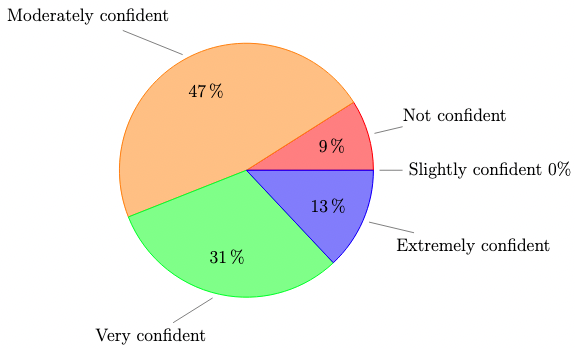 Moderately confident
47 %
Not confident
9 %
Slightly confident 0%
13 %
Extremely confident
31 %
Very confident